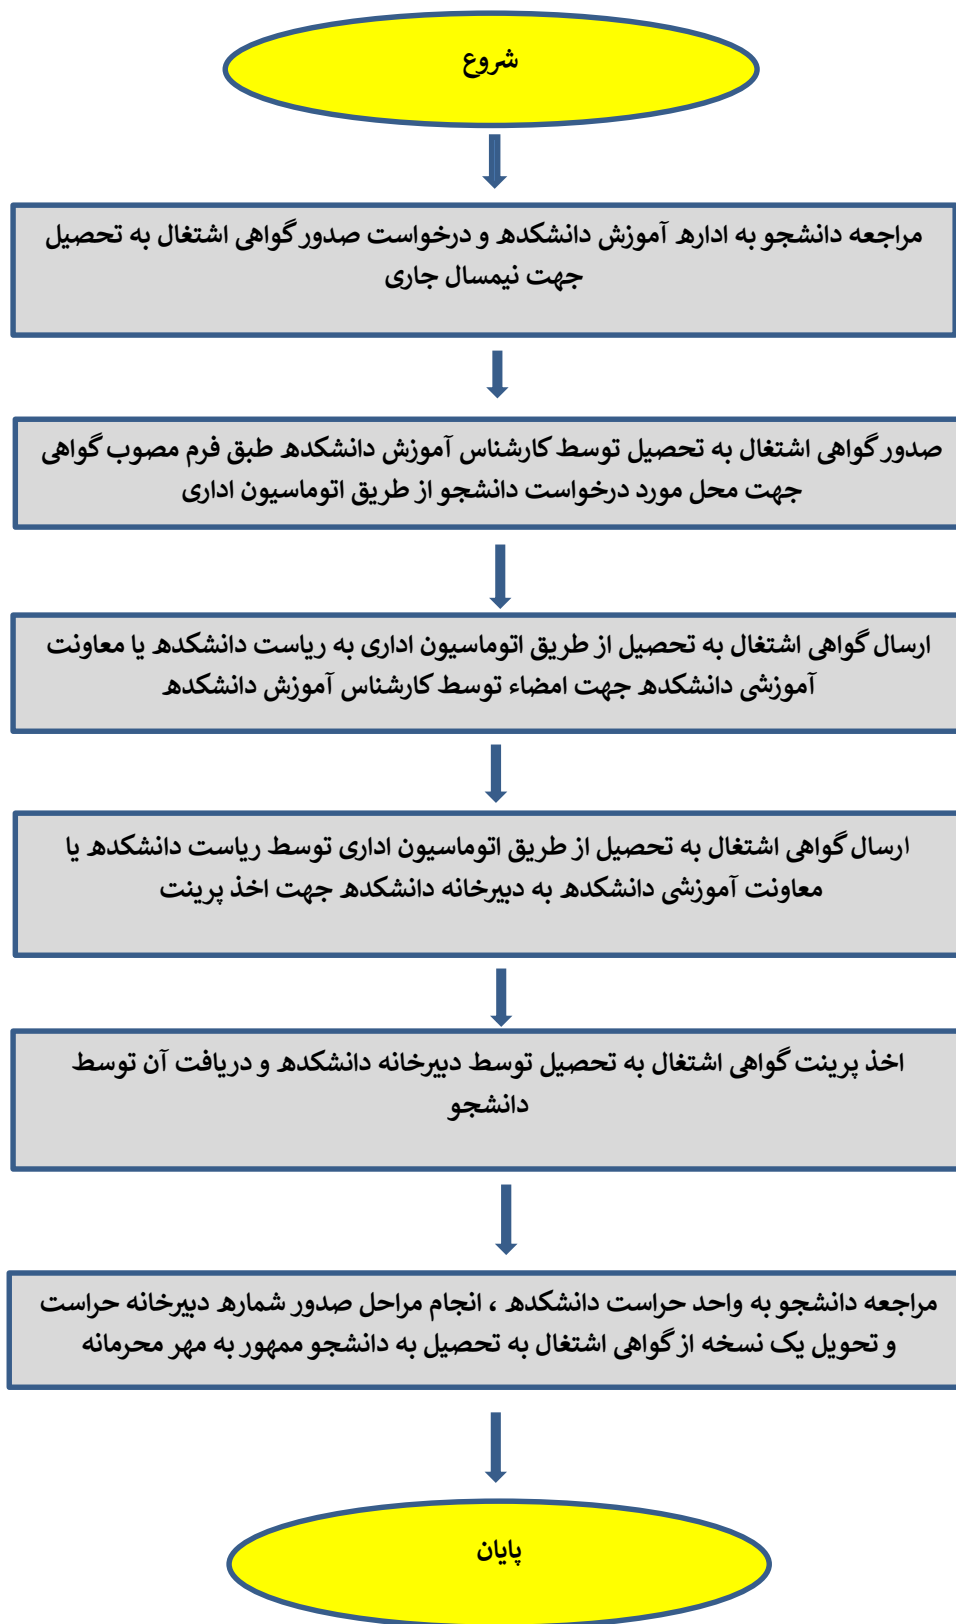 شروع
مراجعه دانشجو به اداره آموزش دانشکده و درخواست صدور گواهی اشتغال به تحصیل
جهت نیمسال جاری
صدور گواهی اشتغال به تحصیل توسط کارشناس آموزش دانشکده طبق فرم مصوب گواهی
جهت محل مورد درخواست دانشجو از طریق اتوماسیون اداری
ارسال گواهی اشتغال به تحصیل از طریق اتوماسیون اداری به ریاست دانشکده یا معاونت
آموزشی دانشکده جهت امضاء توسط کارشناس آموزش دانشکده
ارسال گواهی اشتغال به تحصیل از طریق اتوماسیون اداری توسط ریاست دانشکده یا
معاونت آموزشی دانشکده به دبیرخانه دانشکده جهت اخذ پرینت
اخذ پرینت گواهی اشتغال به تحصیل توسط دبیرخانه دانشکده و دریافت آن توسط
دانشجو
مراجعه دانشجو به واحد حراست دانشکده ، انجام مراحل صدور شماره دبیرخانه حراست
و تحویل یک نسخه از گواهی اشتغال به تحصیل به دانشجو ممهور به مهر محرمانه
پایان